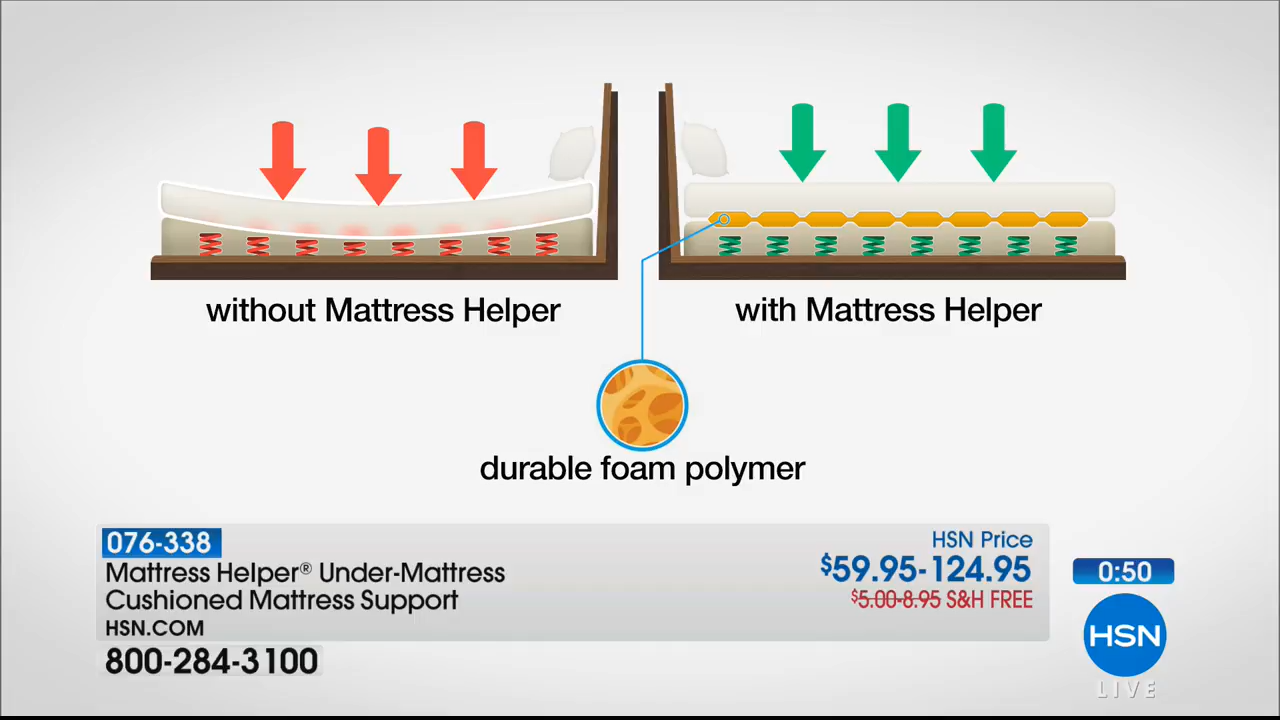 without Mattress Helper
with Mattress Helper
durable foam polymer
076-338
Mattress Helper® Under-Mattress
Cushioned Mattress Support
HSN.COM
800-284-3100
HSN Price
$59.95-124.95
$5.00-8.95 S&H FREE
0:50
HSN
LIVE